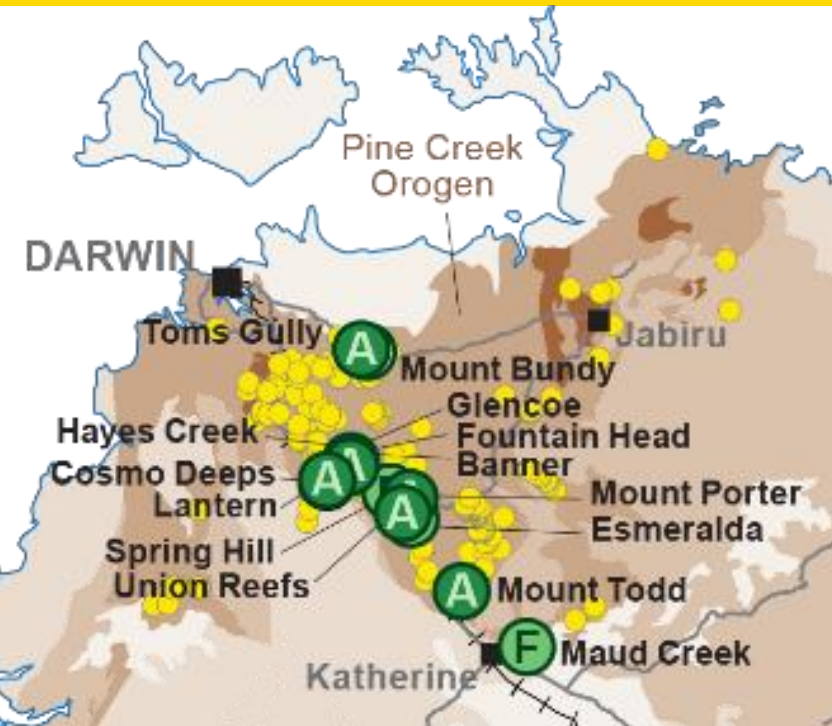 Pine Creek
Orogen
DARWIN
Toms Gully
A
Jabiru
Mount Bundy
Glencoe
Hayes Creek
Fountain Head
Banner
Cosmo Deeps
A
A
Lantern
Mount Porter
A
Esmeralda
Spring Hill
Union Reefs
A
Mount Todd
F
Maud Creek
Katherine